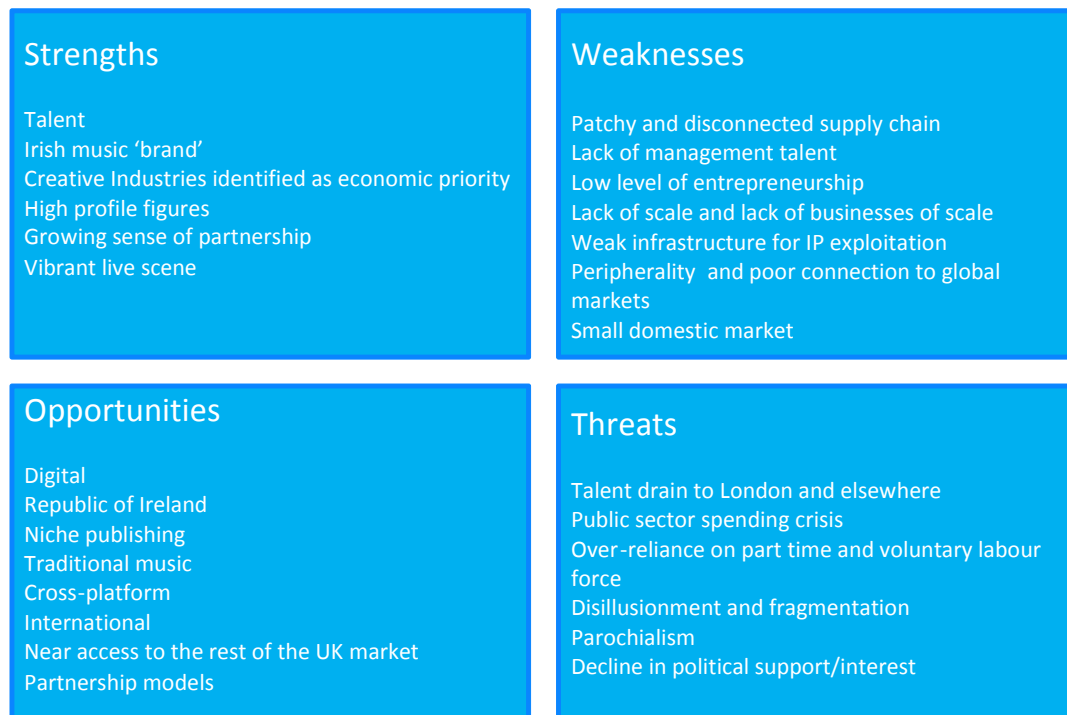 Strengths
Talent
Irish music ‘brand’
Creative Industries identified as economic priority
High profile figures
Growing sense of partnership
Vibrant live scene
Weaknesses
Patchy and disconnected supply chain
Lack of management talent
Low level of entrepreneurship
Lack of scale and lack of businesses of scale
Weak infrastructure for IP exploitation
Peripherality and poor connection to global
markets
Small domestic market
Opportunities
Digital
Republic of Ireland
Niche publishing
Traditional music
Cross-platform
International
Near access to the rest of the UK market
Partnership models
Threats
Talent drain to London and elsewhere
Public sector spending crisis
Over-reliance on part time and voluntary labour
force
Disillusionment and fragmentation
Parochialism
Decline in political support/interest